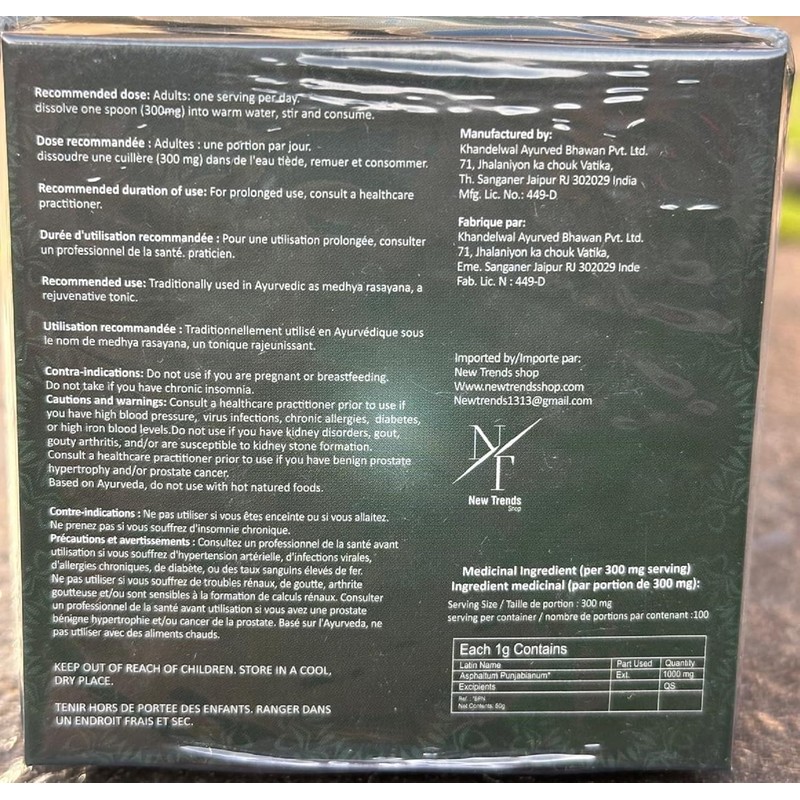 Recommended dose: Adults: one serving per day.
dissolve one spoon (300mg) into warm water, stir and consume.
Dose recommandée : Adultes : une portion par jour.
dissoudre une cuillère (300 mg) dans de l'eau tiède, remuer et consommer.
Recommended duration of use: For prolonged use, consult a healthcare
practitioner.
Durée d'utilisation recommandée : Pour une utilisation prolongée, consulter
un professionnel de la santé. praticien.
Recommended use: Traditionally used in Ayurvedic as medhya rasayana, a
rejuvenative tonic.
Utilisation recommandée : Traditionnellement utilisé en Ayurvédique sous
le nom de medhya rasayana, un tonique rajeunissant.
Contra-indications: Do not use if you are pregnant or breastfeeding.
Do not take if you have chronic insomnia.
Cautions and warnings: Consult a healthcare practitioner prior to use if
you have high blood pressure, virus infections, chronic allergies, diabetes,
or high iron blood levels.Do not use if you have kidney disorders, gout,
gouty arthritis, and/or are susceptible to kidney stone formation.
Consult a healthcare practitioner prior to use if you have benign prostate
hypertrophy and/or prostate cancer.
Based on Ayurveda, do not use with hot natured foods.
Contre-indications : Ne pas utiliser si vous êtes enceinte ou si vous allaitez.
Ne prenez pas si vous souffrez d'insomnie chronique.
Précautions et avertissements : Consultez un professionnel de la santé avant
utilisation si vous souffrez d'hypertension artérielle, d'infections virales,
d'allergies chroniques, de diabète, ou des taux sanguins élevés de fer.
Ne pas utiliser si vous souffrez de troubles rénaux, de goutte, arthrite
goutteuse et/ou sont sensibles à la formation de calculs rénaux. Consulter
un professionnel de la santé avant utilisation si vous avez une prostate
bénigne hypertrophie et/ou cancer de la prostate. Basé sur l'Ayurveda, ne
pas utiliser avec des aliments chauds.
KEEP OUT OF REACH OF CHILDREN. STORE IN A COOL,
DRY PLACE.
TENIR HORS DE PORTEE DES ENFANTS. RANGER DANS
UN ENDROIT FRAIS ET SEC.
Manufactured by:
Khandelwal Ayurved Bhawan Pvt. Ltd.
71, Jhalaniyon ka chouk Vatika,
Th. Sanganer Jaipur RJ 302029 India
Mfg. Lic. No.: 449-D
Fabrique par:
Khandelwal Ayurved Bhawan Pvt. Ltd.
71, Jhalaniyon ka chouk Vatika,
Eme. Sanganer Jaipur RJ 302029 Inde
Fab. Lic. N : 449-D
Imported by/Importe par:
New Trends shop
Www.newtrendsshop.com
Newtrends1313@gmail.com
NT
New Trends
Shop
Medicinal Ingredient (per 300 mg serving)
Ingredient medicinal (par portion de 300 mg):
Serving Size / Taille de portion : 300 mg
serving per container / nombre de portions par contenant :100
Each 1g Contains
Latin Name Part Used Quantity
Asphaltum Punjabianum* Ext. 1000 mg
Excipients QS
Net Contents: 50g